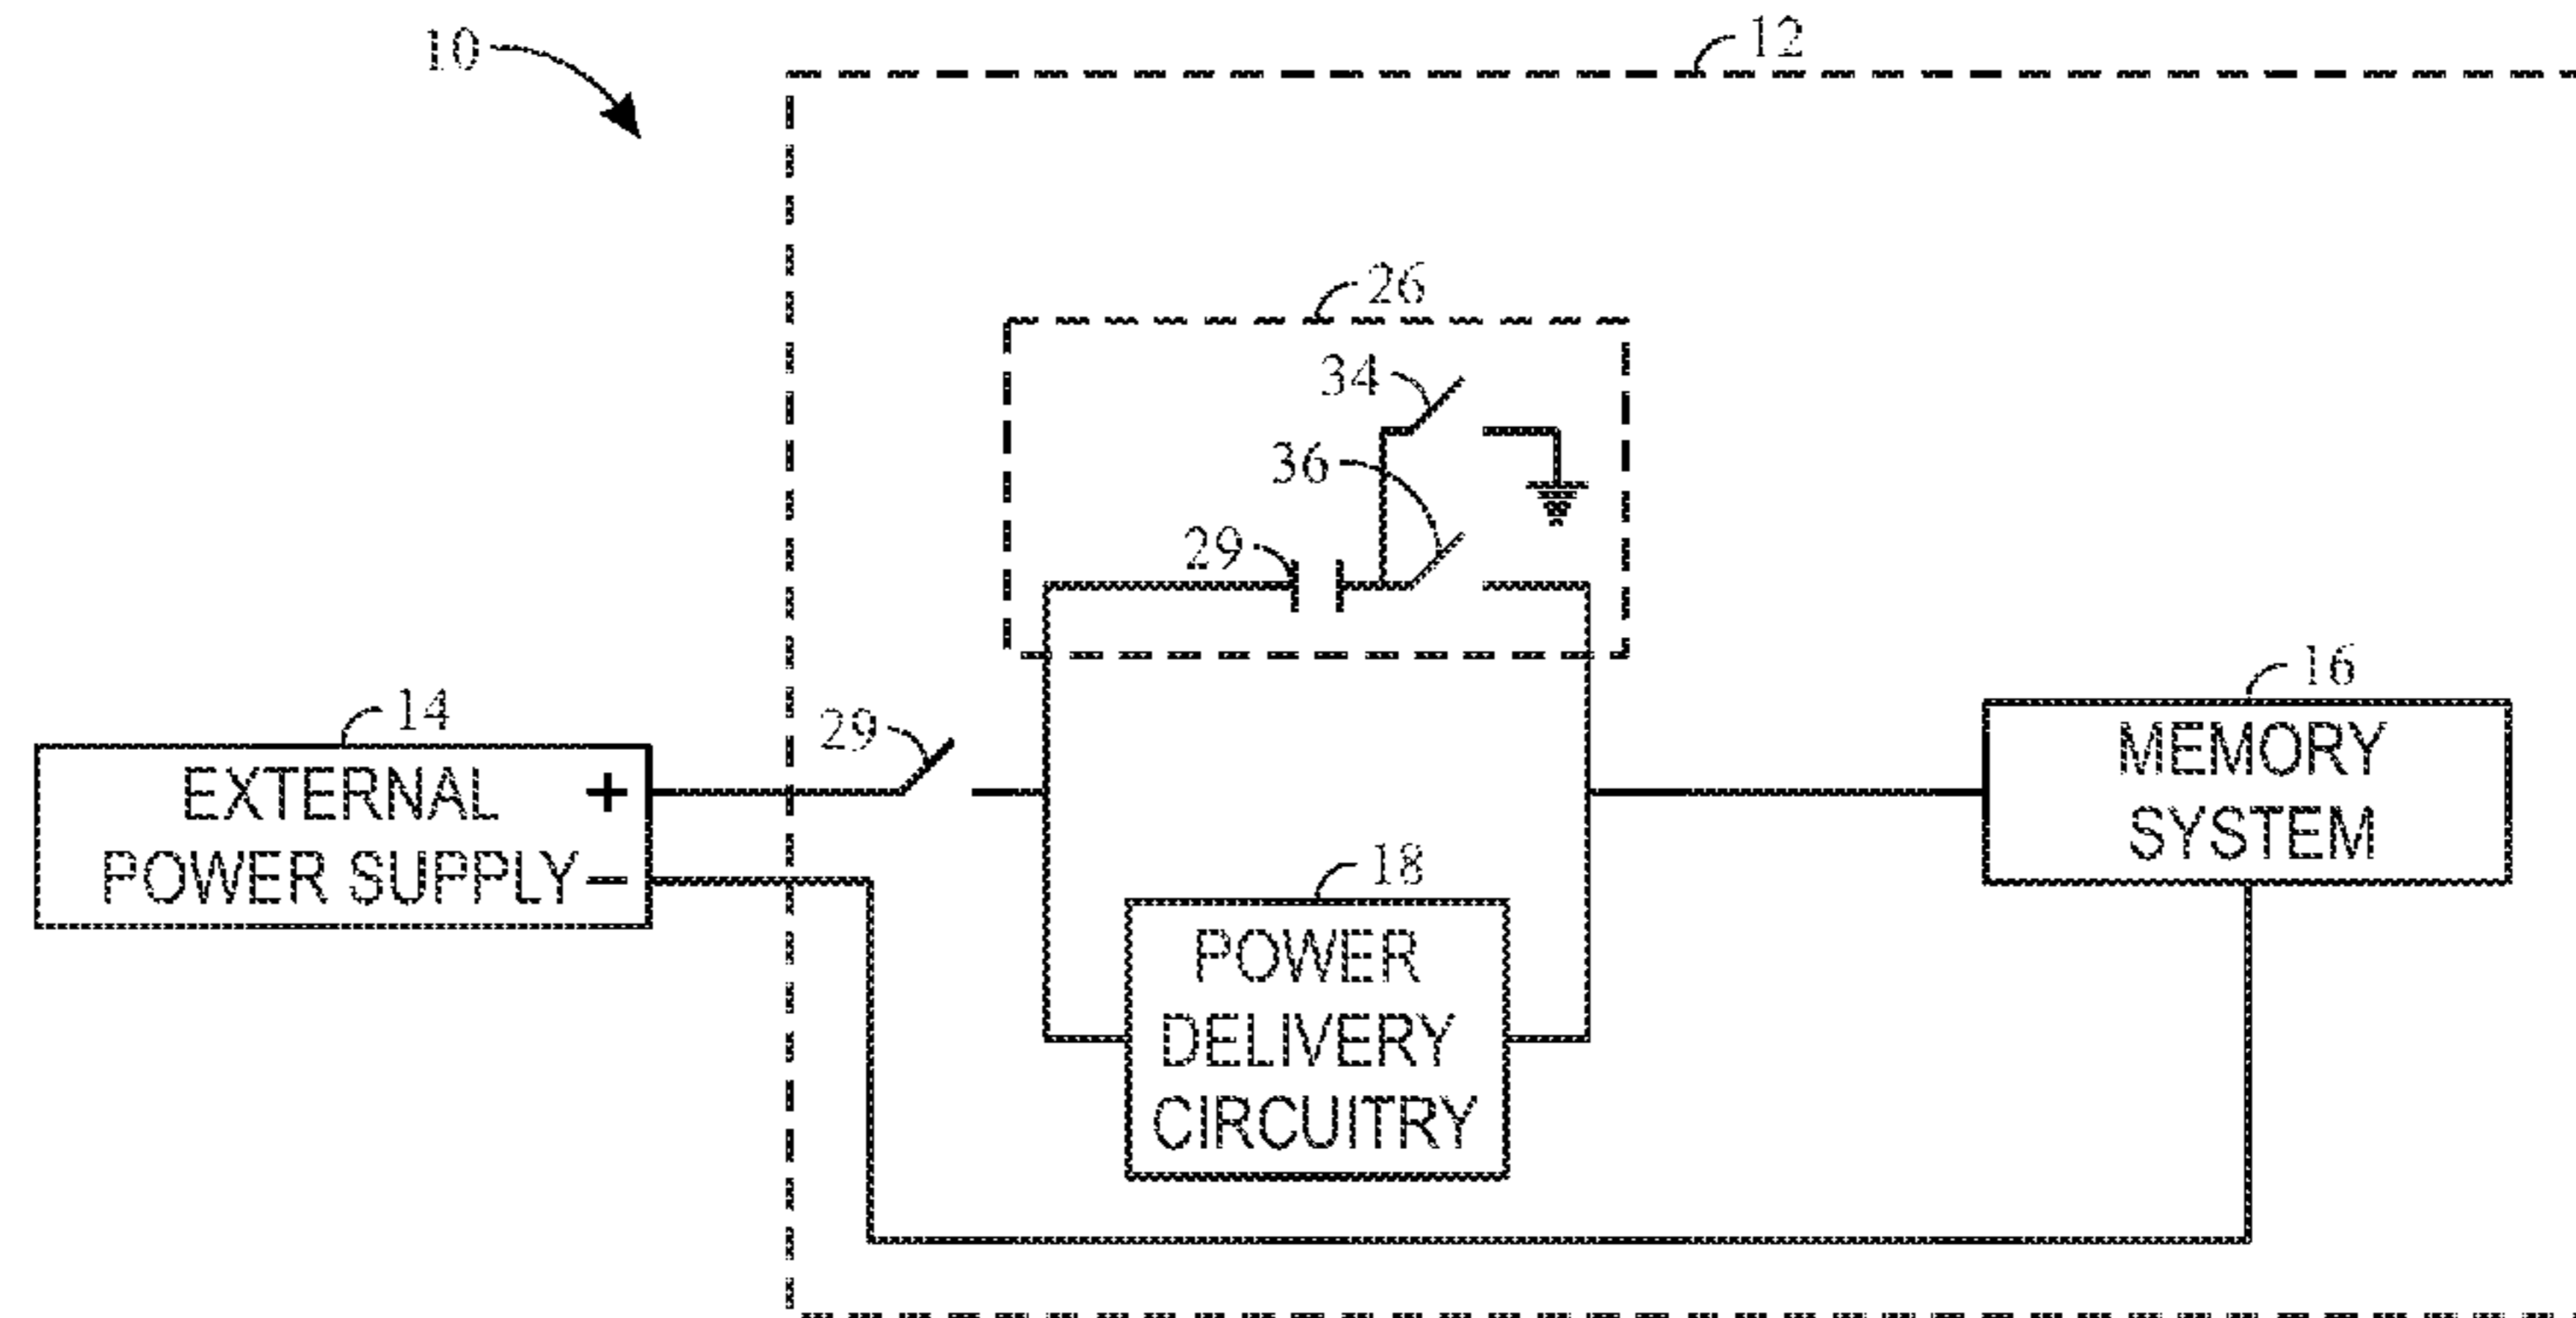 10
12
26
34
36
29
14
29
16
EXTERNAL +
POWER SUPPLY −
MEMORY
SYSTEM
18
POWER
DELIVERY
CIRCUITRY